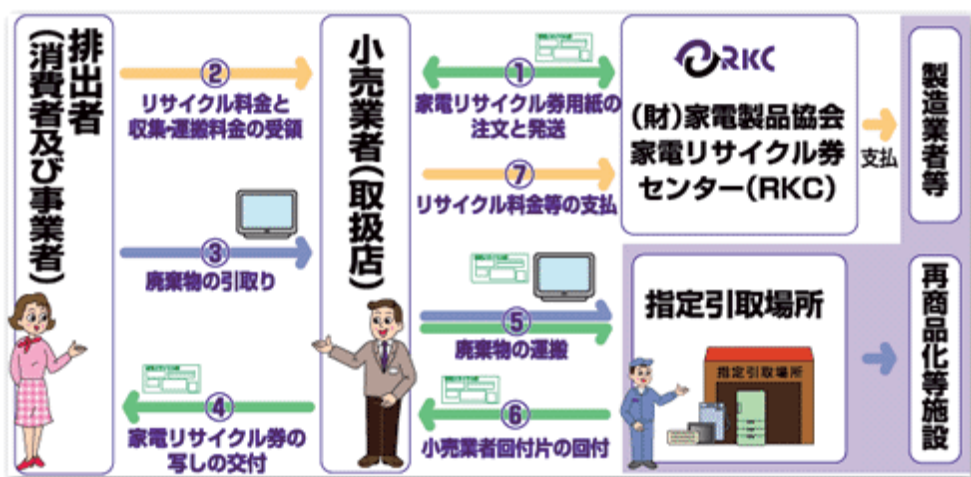 排出者
(消費者及び事業者)
②
リサイクル料金と
収集・運搬料金の受領
③
廃棄物の引取り
④
家電リサイクル券の
写しの交付
小売業者(取扱店)
①
家電リサイクル券用紙の
注文と発送
⑦
リサイクル料金等の支払
⑤
廃棄物の運搬
⑥
小売業者回付片の回付
RKC
(財)家電製品協会
家電リサイクル券
センター(RKC)
支払
製造業者等
指定引取場所
指定引取場所
再商品化等施設